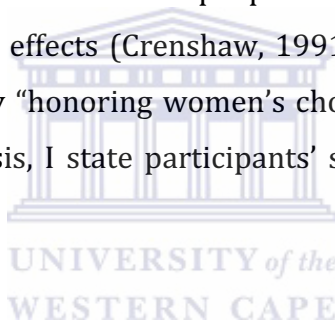 effects (Crenshaw, 1991
“honoring women’s cho
sis, I state participants’ s
UNIVERSITY of the
WESTERN CAPE